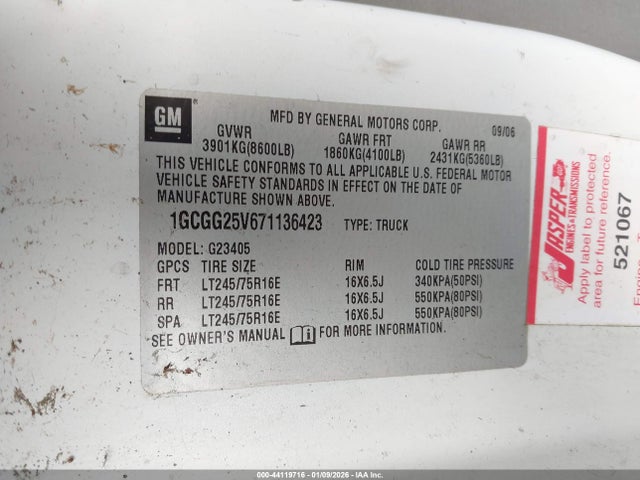 GM
MFD BY GENERAL MOTORS CORP. 09/06
GVWR GAWR FRT GAWR RR
3901KG(8600LB) 1860KG(4100LB) 2431KG(5360LB)
THIS VEHICLE CONFORMS TO ALL APPLICABLE U.S. FEDERAL MOTOR
VEHICLE SAFETY STANDARDS IN EFFECT ON THE DATE OF
MANUFACTURE SHOWN ABOVE.
1GCGG25V671136423 TYPE: TRUCK
MODEL: G23405
GPCS TIRE SIZE RIM COLD TIRE PRESSURE
FRT LT245/75R16E 16X6.5J 340KPA(50PSI)
RR LT245/75R16E 16X6.5J 550KPA(80PSI)
SPA LT245/75R16E 16X6.5J 550KPA(80PSI)
SEE OWNER'S MANUAL FOR MORE INFORMATION.
JASPER
ENGINES & TRANSMISSIONS
Apply label to protected
area for future reference.
521067
000-44119716 - 01/09/2026 - IAA Inc.